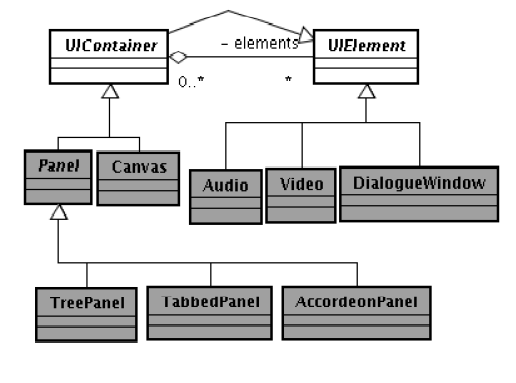 UIContainer
- elements
UIElement
0..*
*
Panel
Canvas
Audio
Video
DialogueWindow
TreePanel
TabbedPanel
AccordeonPanel